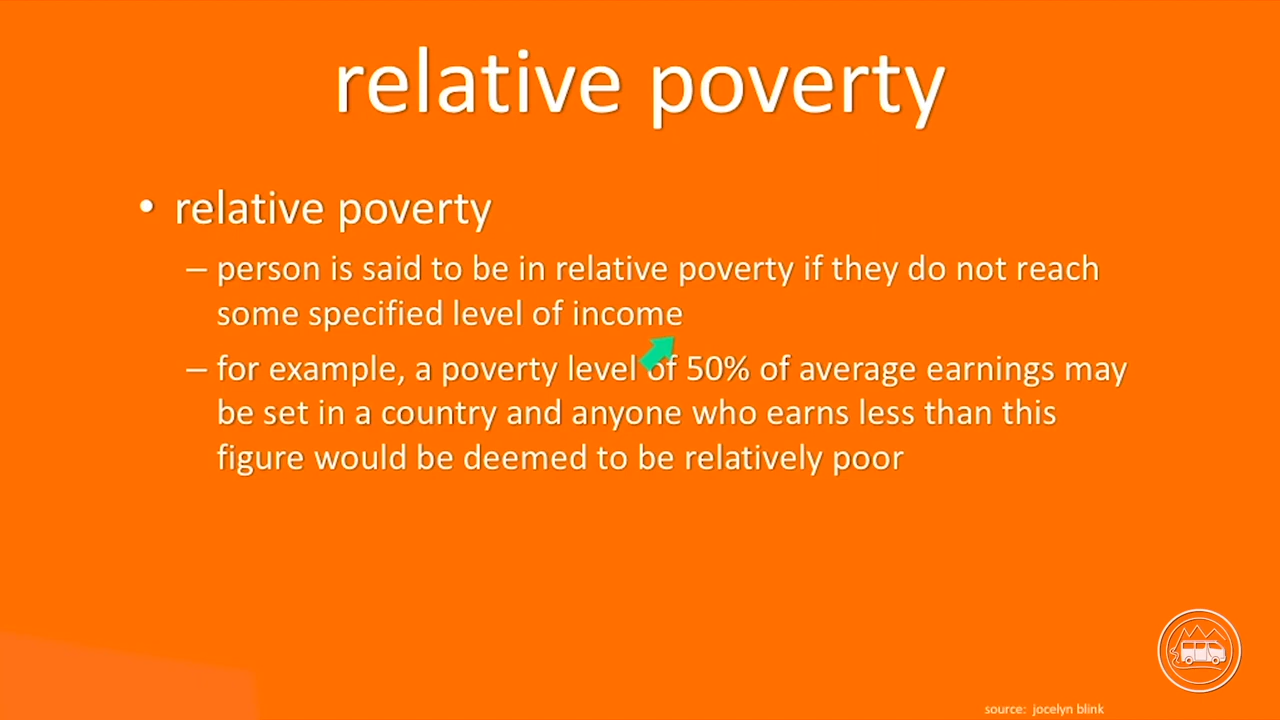 relative poverty
• relative poverty
– person is said to be in relative poverty if they do not reach
some specified level of income
– for example, a poverty level of 50% of average earnings may
be set in a country and anyone who earns less than this
figure would be deemed to be relatively poor
source: jocelyn blink